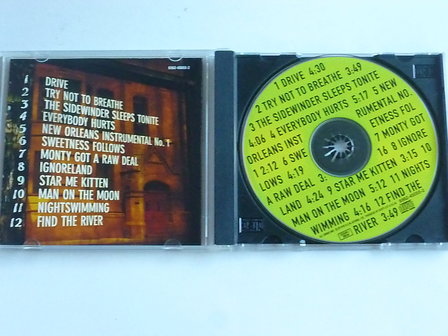 1 DRIVE
2 TRY NOT TO BREATHE
3 THE SIDEWINDER SLEEPS TONITE
4 EVERYBODY HURTS
5 NEW ORLEANS INSTRUMENTAL No. 1
6 SWEETNESS FOLLOWS
7 MONTY GOT A RAW DEAL
8 IGNORELAND
9 STAR ME KITTEN
10 MAN ON THE MOON
11 NIGHTSWIMMING
12 FIND THE RIVER
1 DRIVE 4:30
2 TRY NOT TO BREATHE 3:49
3 THE SIDEWINDER SLEEPS TONITE
4:06 4 EVERYBODY HURTS 5:17 5 NEW
ORLEANS INST RUMENTAL NO.
1 2:12 6 SWE ETNESS FOL
LOWS 4:19 7 MONTY GOT
A RAW DEAL 3: 16 8 IGNORE
LAND 4:24 9 STAR ME KITTEN 3:15 10
MAN ON THE MOON 5:12 11 NIGHTS
WIMMING 4:16 12 FIND THE
RIVER 3:49